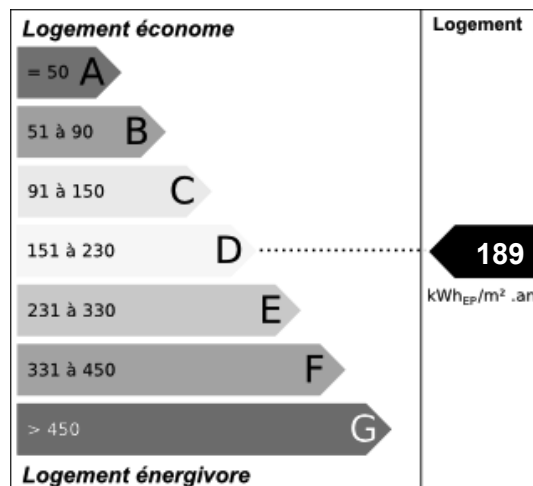 Logement économe
Logement
= 50 A
51 à 90 B
91 à 150 C
151 à 230 D
189
kWhEP/m² .an
231 à 330 E
331 à 450 F
> 450 G
Logement énergivore